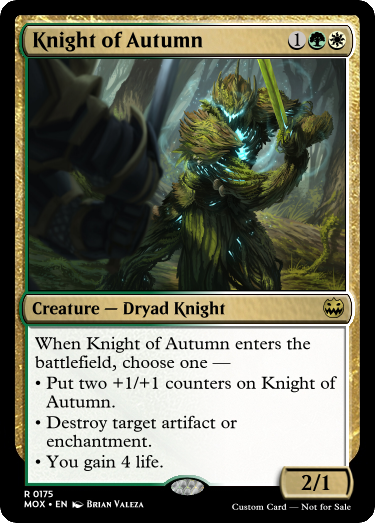 Knight of Autumn 1
Creature — Dryad Knight
When Knight of Autumn enters the
battlefield, choose one —
• Put two +1/+1 counters on Knight of
Autumn.
• Destroy target artifact or
enchantment.
• You gain 4 life.
2/1
R 0175
MOX • EN Brian Valeza
Custom Card — Not for Sale